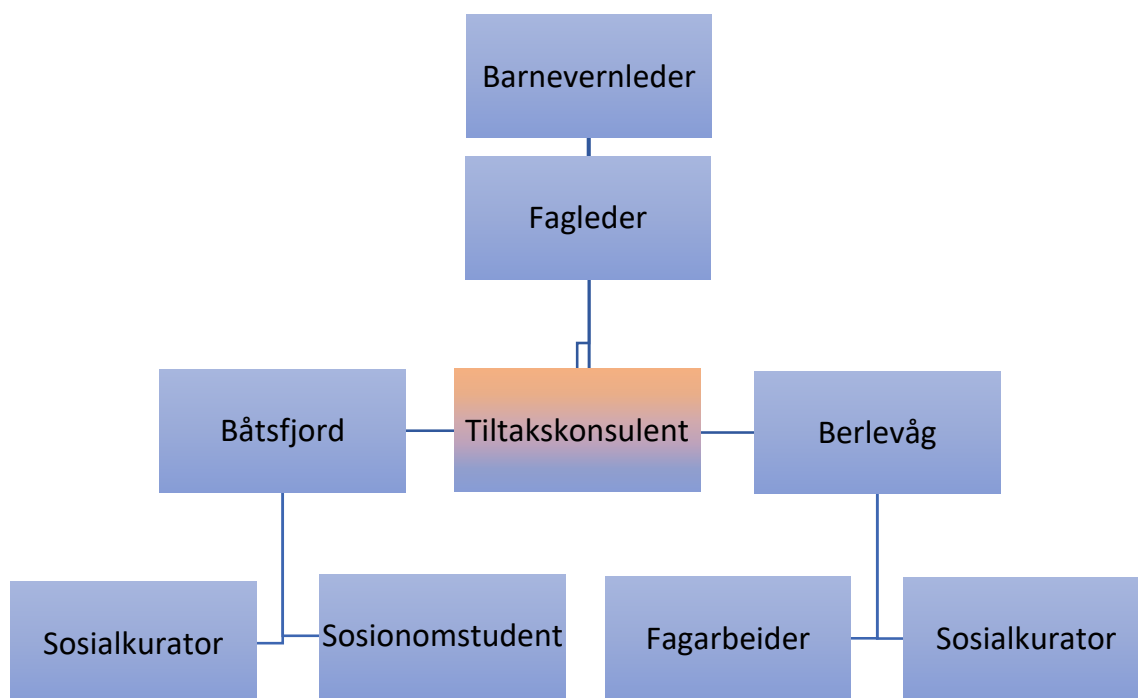 Barnevernleder
Fagleder
Båtsfjord
Tiltakskonsulent
Berlevåg
Sosialkurator
Sosionomstudent
Fagarbeider
Sosialkurator